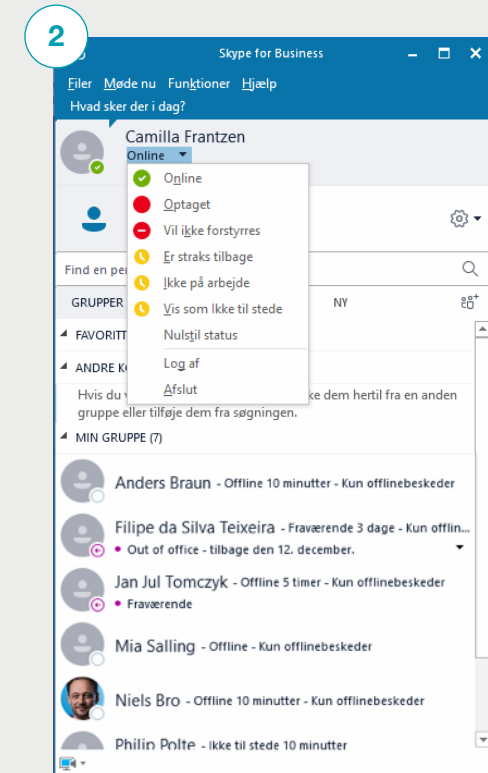 2
Skype for Business
Filer Møde nu Funktioner Hjælp
Hvad sker der i dag?
Camilla Frantzen
Online
Online
Optaget
Vil ikke forstyrres
Er straks tilbage
Find en
Ikke på arbejde
GRUPPER
Vis som Ikke til stede
NY
Nulstil status
ANDRE
Log af
Hvis du
ke dem hertil fra en anden
Afslut
gruppe eller tilføje dem fra søgningen.
MIN GRUPPE (7)
Anders Braun - Offline 10 minutter - Kun offlinebeskeder
Filipe da Silva Teixeira - Fraværende 3 dage - Kun offlin...
• Out of office - tilbage den 12. december.
Jan Jul Tomczyk - Offline 5 timer - Kun offlinebeskeder
• Fraværende
Mia Salling - Offline - Kun offlinebeskeder
Niels Bro - Offline 10 minutter - Kun offlinebeskeder
Philip Polte - Ikke til stede 10 minutter